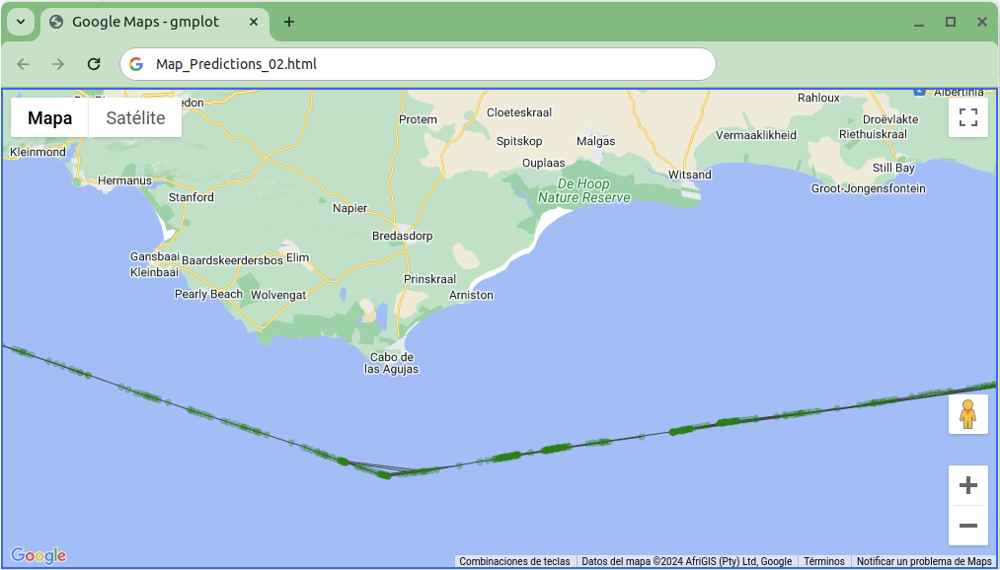 Google Maps - gmplot
Map_Predictions_02.html
Mapa
Satélite
Albertinia
Rahloux
Cloeteskraal
Protem
Droëvlakte
Vermaaklikheid
Riethuiskraal
Spitskop
Malgas
Kleinmond
Ouplaas
Still Bay
Witsand
Hermanus
De Hoop
Nature Reserve
Groot-Jongensfontein
Stanford
Napier
Bredasdorp
Gansbaai
Baardskeerdersbos
Elim
Kleinbaai
Prinskraal
Pearly Beach
Wolvengat
Arniston
Cabo de
las Agujas
Google
Combinaciones de teclas
Datos del mapa ©2024 AfriGIS (Pty) Ltd, Google
Términos
Notificar un problema de Maps